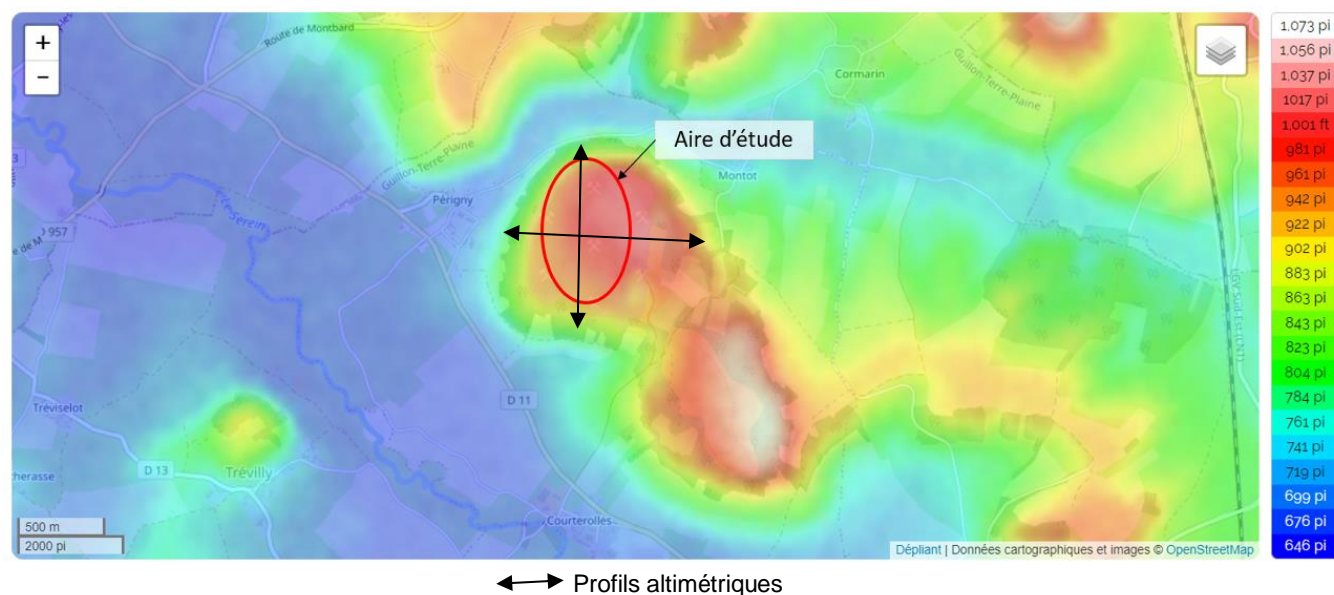 +
−
Route de Montbard
Cormarin
Guillon-Terre-Plaine
Aire d'étude
Guillon-Terre-Plaine
Montot
Périgny
Le Serein
957
D 11
Tréviselot
D 13
Trévilly
Courterolles
500 m
2000 pi
Dépliant | Données cartographiques et images © OpenStreetMap
1.073 pi
1.056 pi
1.037 pi
1017 pi
1,001 ft
981 pi
961 pi
942 pi
922 pi
902 pi
883 pi
863 pi
843 pi
823 pi
804 pi
784 pi
761 pi
741 pi
719 pi
699 pi
676 pi
646 pi
Profils altimétriques